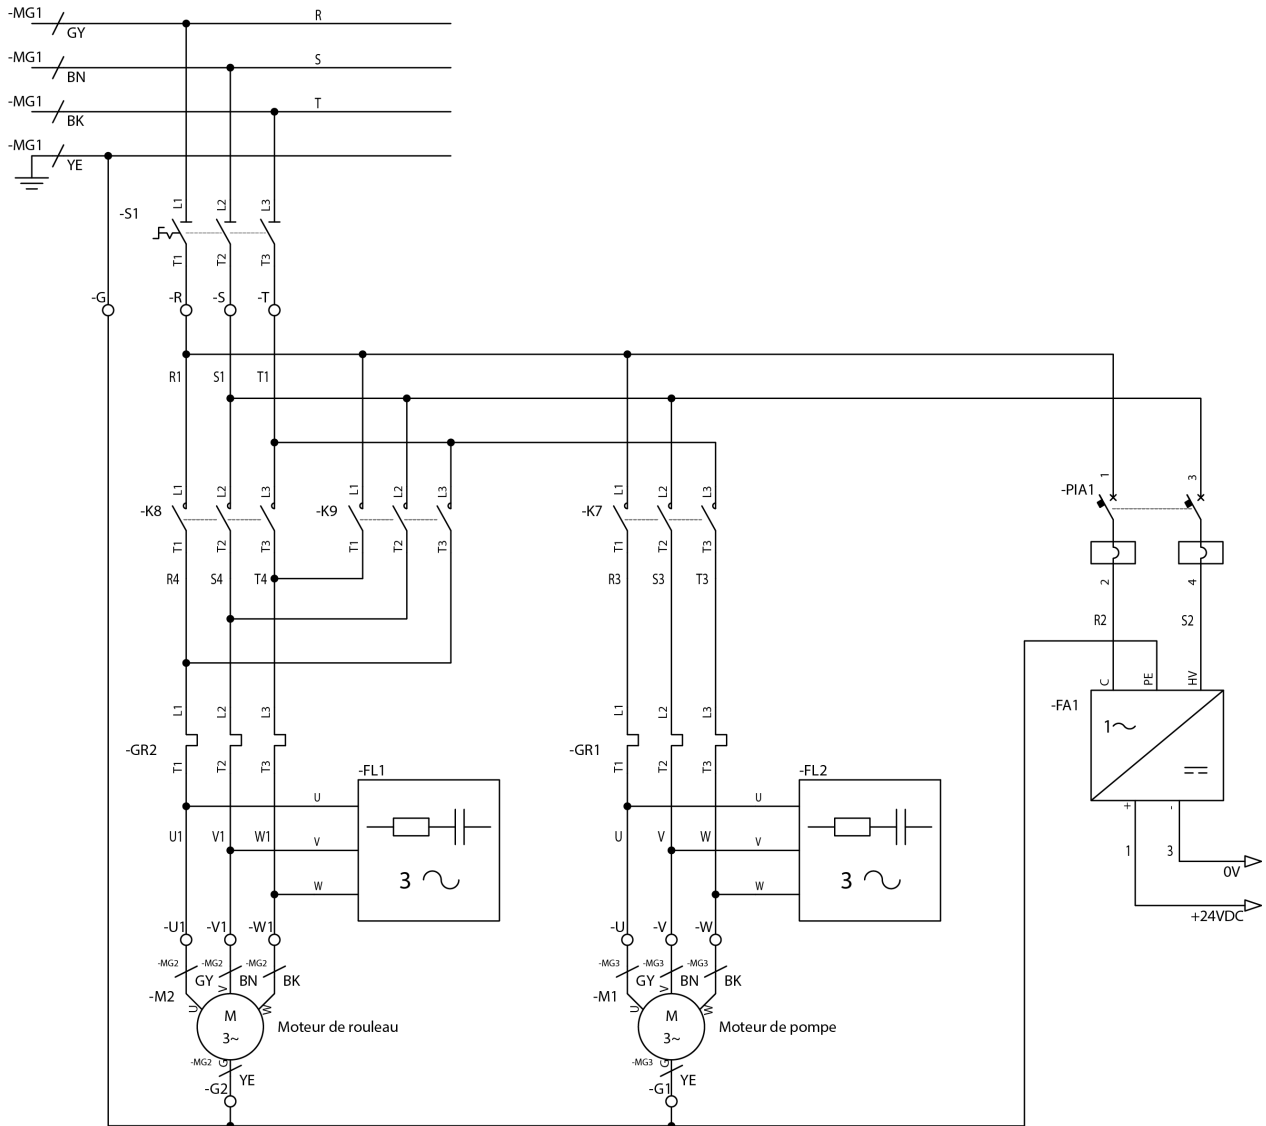 -MG1
R
GY
-MG1
S
BN
-MG1
T
BK
-MG1
YE
L1 L2 L3
-S1
T1 T2 T3
-G -R -S -T
R1 S1 T1
1 3
L1 L2 L3 L1 L2 L3 L1 L2 L3
-PIA1
-K8 -K9 -K7
T1 T2 T3 T1 T2 T3 T1 T2 T3
R4 S4 T4 R3 S3 T3
2 4
R2 S2
C PE HV
L1 L2 L3 L1 L2 L3
-FA1
1
-GR2 -GR1
T1 T2 T3 T1 T2 T3
-FL1 -FL2
U U
+ -
U1 V1 W1 U V W
V V
1 3
0V
3 3
W W
+24VDC
-U1 -V1 -W1 -U -V -W
-MG2 -MG2 -MG2 -MG3 -MG3 -MG3
GY BN BK GY BN BK
-M2 V -M1 V
U W U W
M M
3~ 3~
Moteur de rouleau Moteur de pompe
-MG2 G -MG3 G
YE YE
-G2 -G1